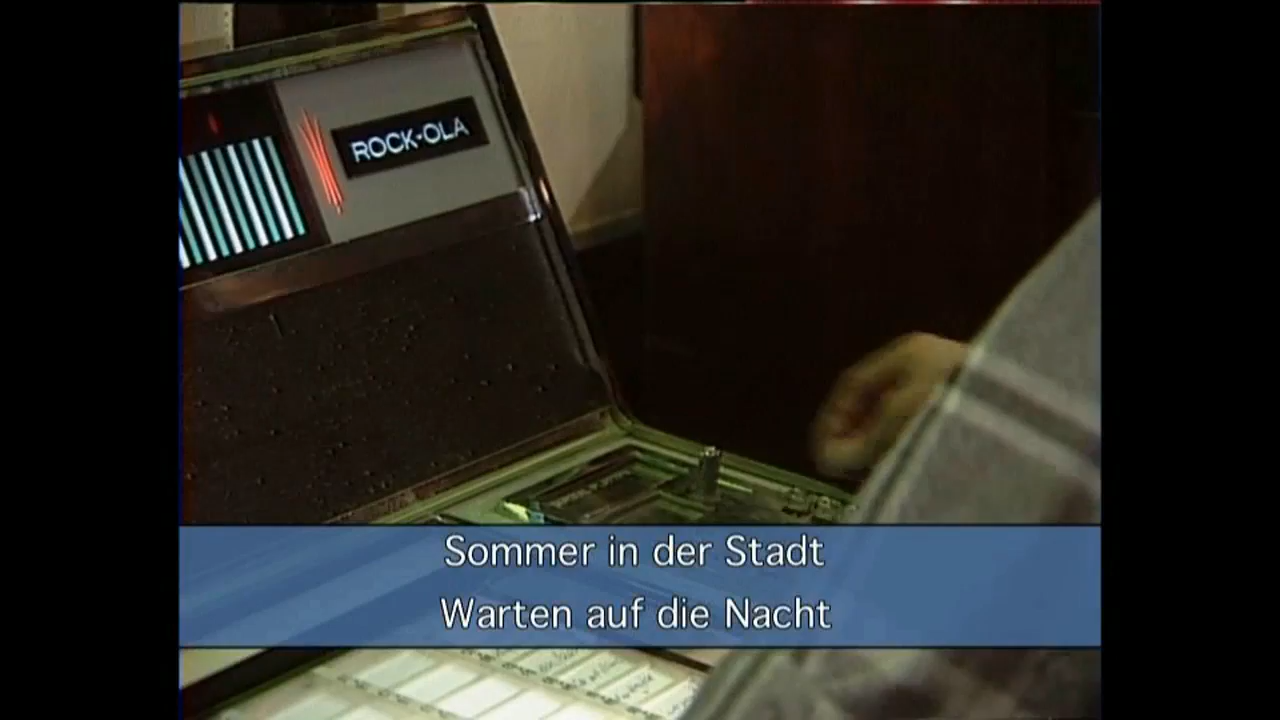 ROCK-OLA
Sommer in der Stadt
Warten auf die Nacht